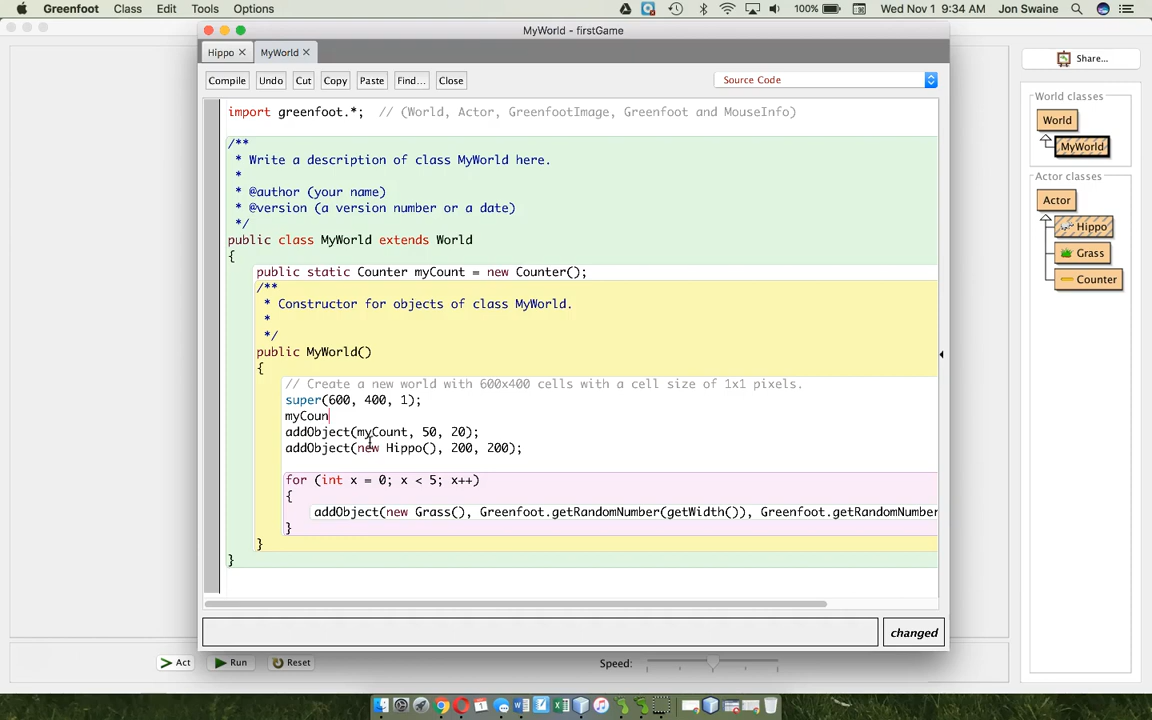 Greenfoot Class Edit Tools Options 100% Wed Nov 1 9:34 AM Jon Swaine
MyWorld - firstGame
Hippo × MyWorld ×
Compile Undo Cut Copy Paste Find... Close Source Code
import greenfoot.*;  // (World, Actor, GreenfootImage, Greenfoot and MouseInfo)
/**
* Write a description of class MyWorld here.
*
* @author (your name)
* @version (a version number or a date)
*/
public class MyWorld extends World
{
public static Counter myCount = new Counter();
/**
* Constructor for objects of class MyWorld.
*
*/
public MyWorld()
{
// Create a new world with 600x400 cells with a cell size of 1x1 pixels.
super(600, 400, 1);
myCoun
addObject(myCount, 50, 20);
addObject(new Hippo(), 200, 200);
for (int x = 0; x < 5; x++)
{
addObject(new Grass(), Greenfoot.getRandomNumber(getWidth()), Greenfoot.getRandomNumber
}
}
}
changed
Share...
World classes
World
MyWorld
Actor classes
Actor
Hippo
Grass
Counter
Act Run Reset Speed: